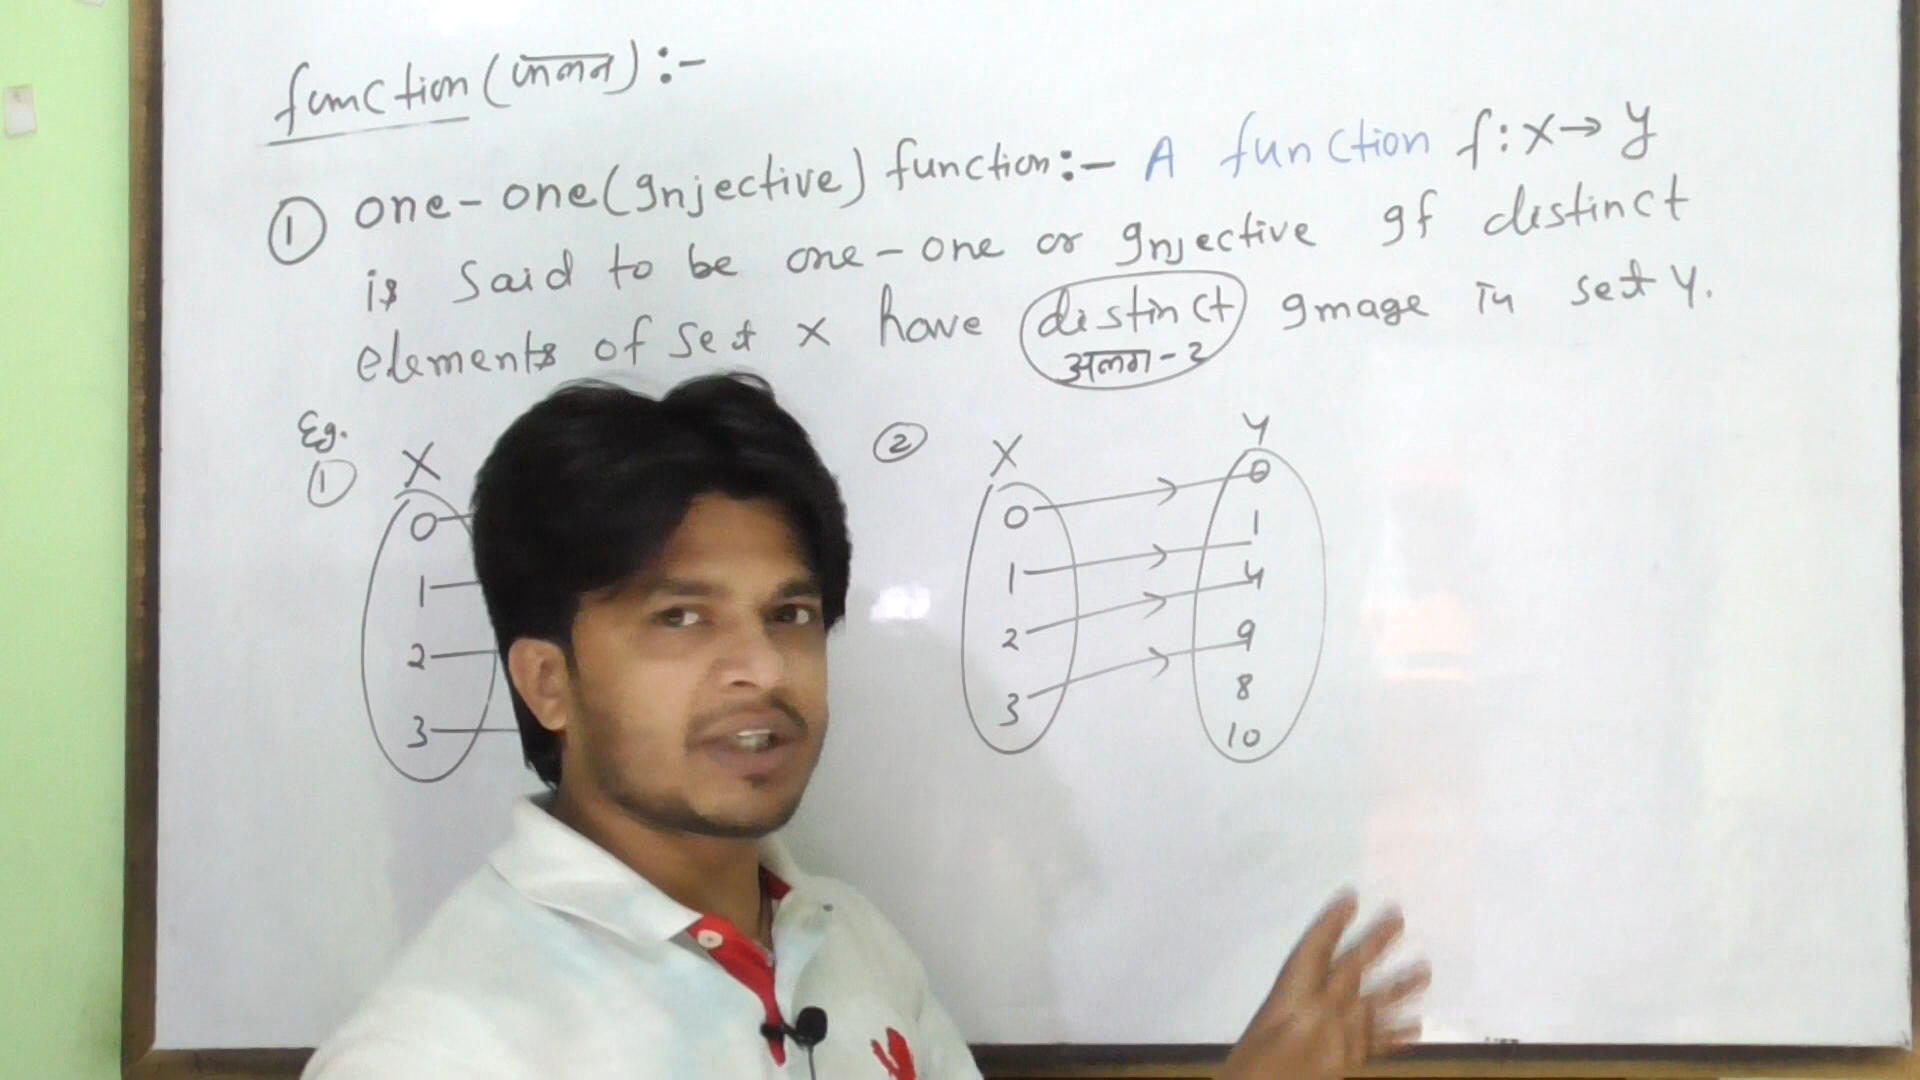 function (फलन) :-
① one-one (Injective) function :- A function f: X→ Y
is said to be one-one or Injective If distinct
elements of set X have distinct Image in set Y.
अलग-२
Eg.
① X
0
1
2
3
② X Y
0 0
1 1
2 4
3 9
8
10